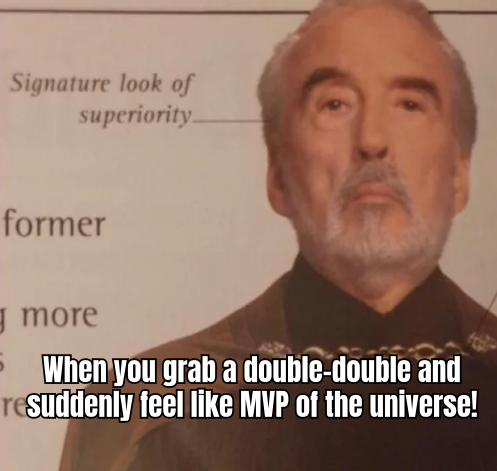 Signature look of
superiority
former
more
When you grab a double-double and
suddenly feel like MVP of the universe!